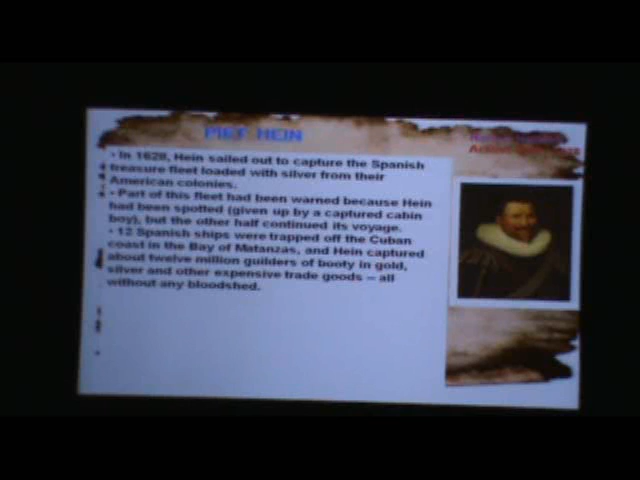 PIET HEIN
• In 1628, Hein sailed out to capture the Spanish
treasure fleet loaded with silver from their
American colonies.
• Part of this fleet had been warned because Hein
had been spotted (given up by a captured cabin
boy), but the other half continued its voyage.
• 12 Spanish ships were trapped off the Cuban
coast in the Bay of Matanzas, and Hein captured
about twelve million guilders of booty in gold,
silver and other expensive trade goods – all
without any bloodshed.